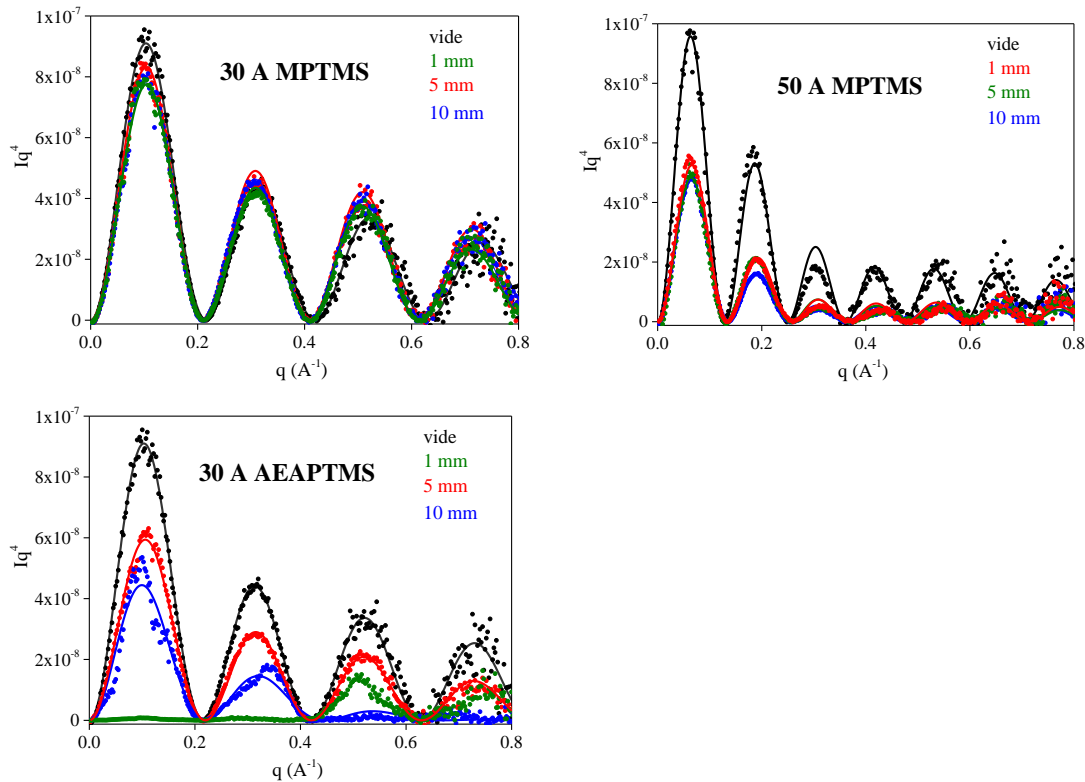 1x10-7
8x10-8
6x10-8
4x10-8
2x10-8
0
Iq4
30 A MPTMS
vide
1 mm
5 mm
10 mm
0.0 0.2 0.4 0.6 0.8
q (A-1)
1x10-7
8x10-8
6x10-8
4x10-8
2x10-8
0
Iq4
50 A MPTMS
vide
1 mm
5 mm
10 mm
0.0 0.2 0.4 0.6 0.8
q (A-1)
1x10-7
8x10-8
6x10-8
4x10-8
2x10-8
0
Iq4
30 A AEAPTMS
vide
1 mm
5 mm
10 mm
0.0 0.2 0.4 0.6 0.8
q (A-1)